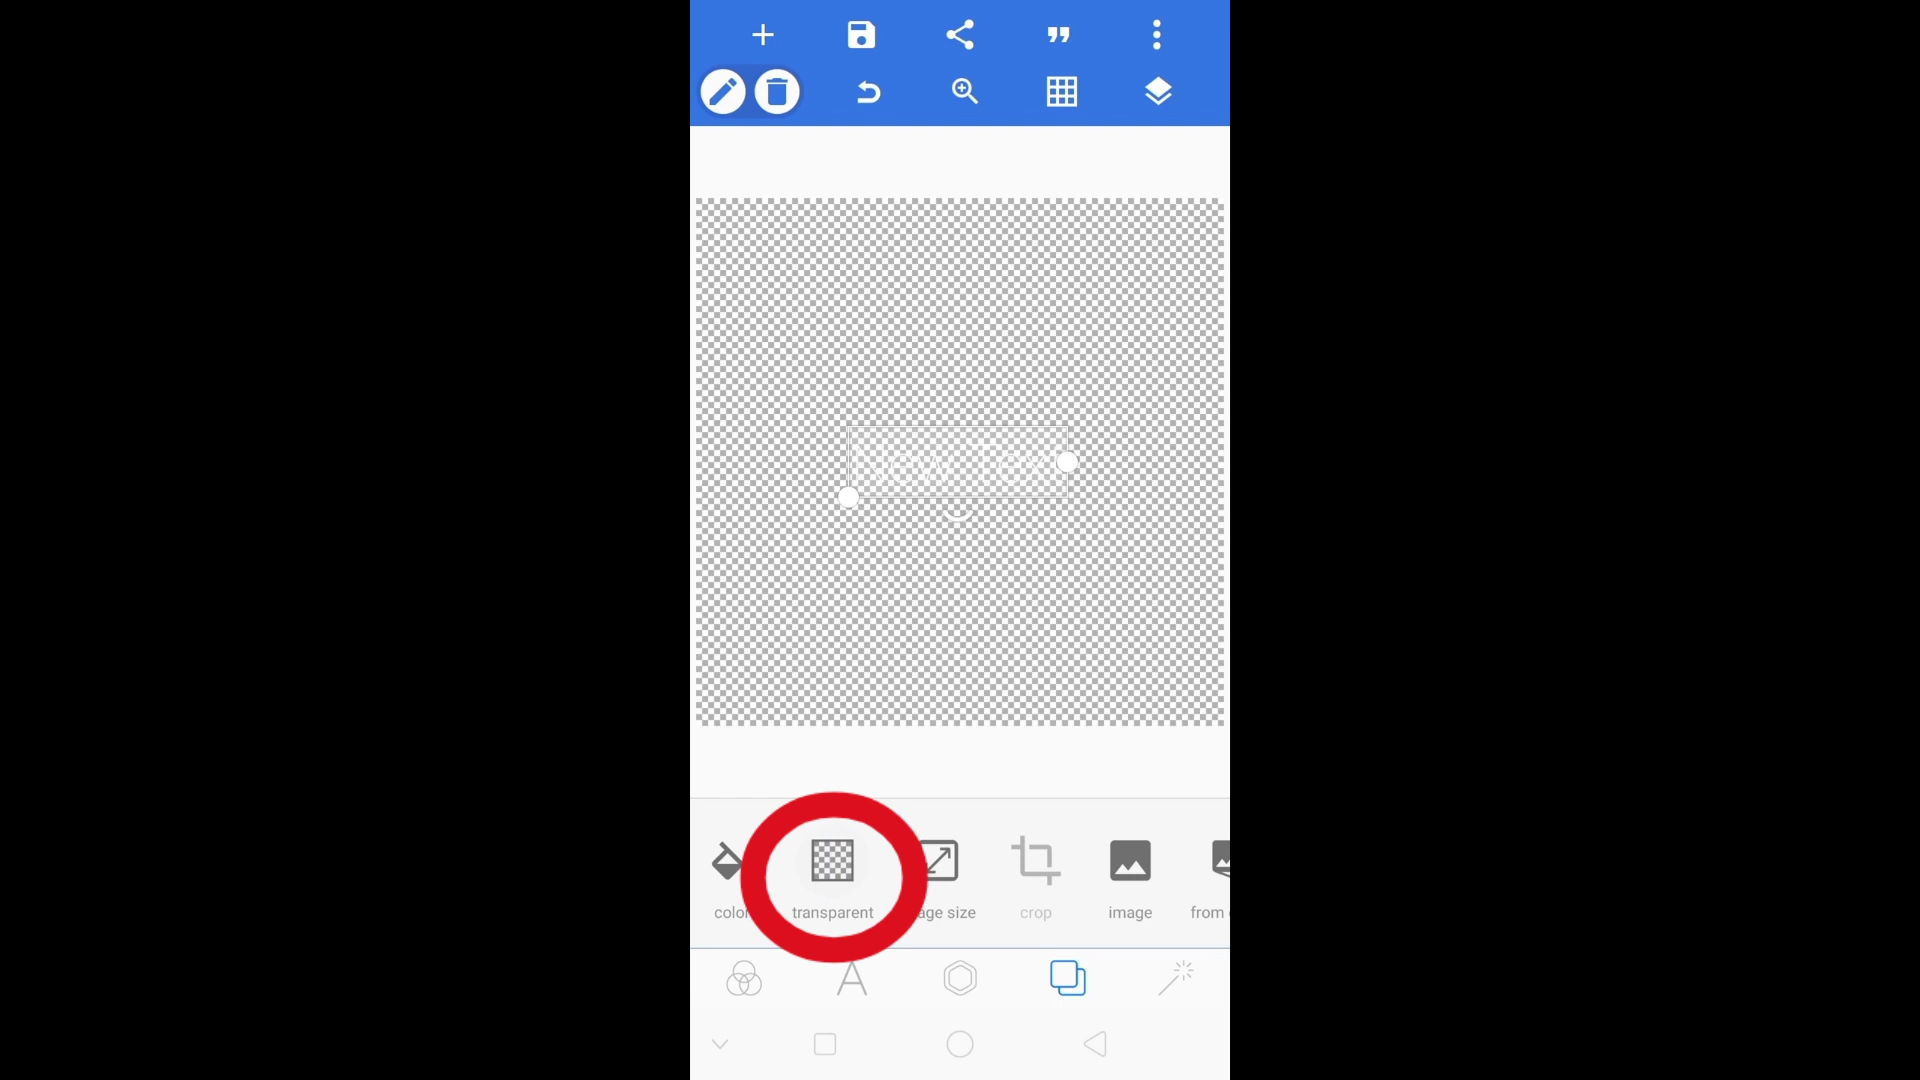 New Text
color
transparent
age size
crop
image
from